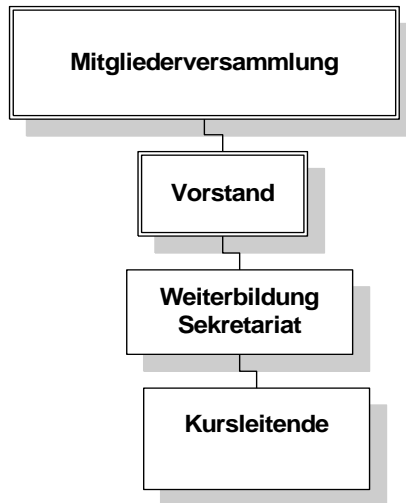 Mitgliederversammlung
Vorstand
Weiterbildung
Sekretariat
Kursleitende